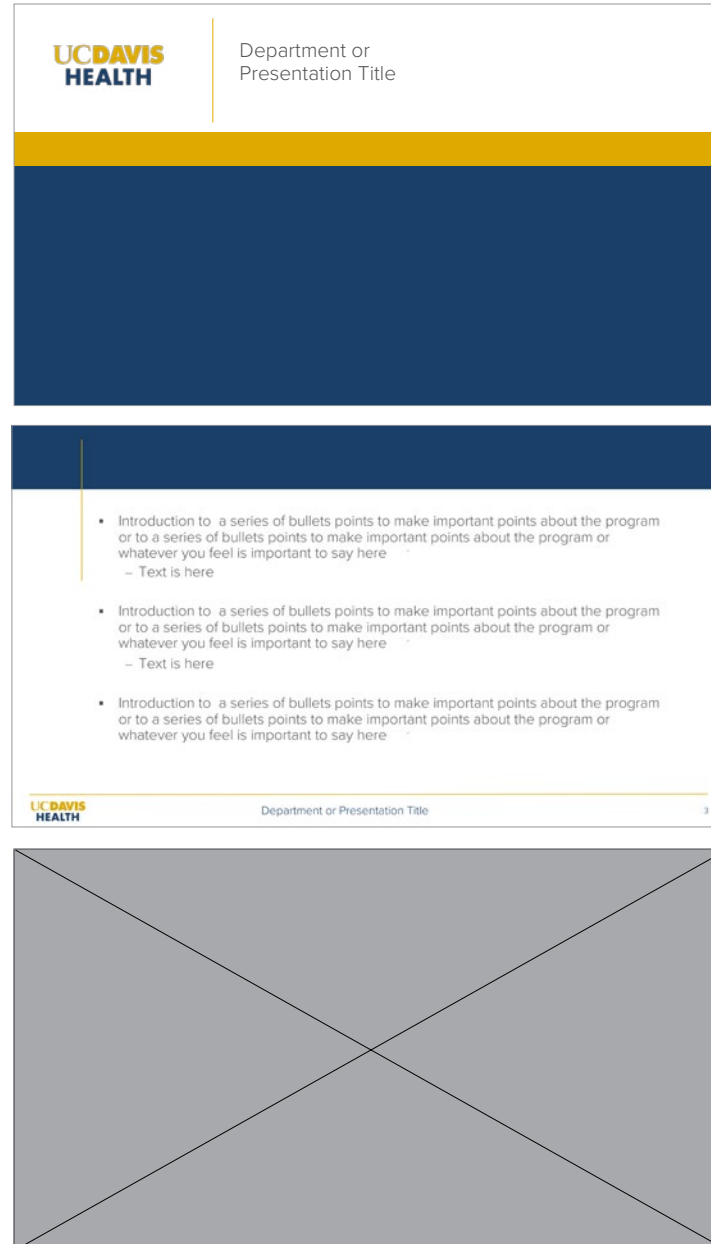 UCDAVIS
HEALTH
Department or
Presentation Title
▪ Introduction to  a series of bullets points to make important points about the program
or to a series of bullets points to make important points about the program or
whatever you feel is important to say here
– Text is here
▪ Introduction to  a series of bullets points to make important points about the program
or to a series of bullets points to make important points about the program or
whatever you feel is important to say here
– Text is here
▪ Introduction to  a series of bullets points to make important points about the program
or to a series of bullets points to make important points about the program or
whatever you feel is important to say here
UCDAVIS
HEALTH
Department or Presentation Title
3